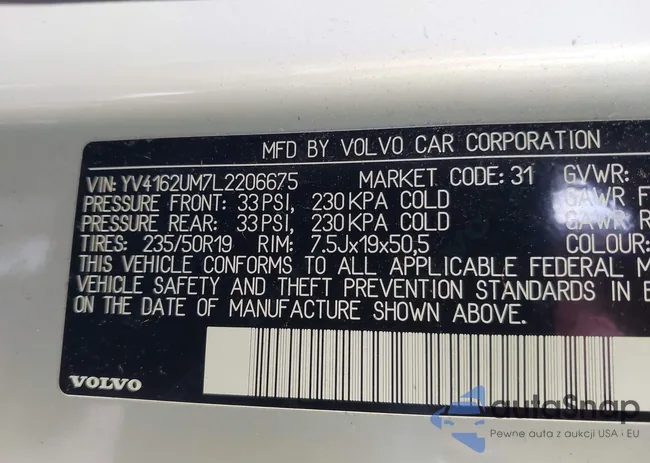 MFD BY VOLVO CAR CORPORATION
VIN: YV4162UM7L2206675 MARKET CODE: 31 GVWR:
PRESSURE FRONT: 33 PSI, 230 KPA COLD GAWR F
PRESSURE REAR: 33 PSI, 230 KPA COLD GAWR R
TIRES: 235/50R19 RIM: 7.5Jx19x50,5 COLOUR:
THIS VEHICLE CONFORMS TO ALL APPLICABLE FEDERAL M
VEHICLE SAFETY AND THEFT PREVENTION STANDARDS IN E
ON THE DATE OF MANUFACTURE SHOWN ABOVE.
VOLVO
autaSnap
Pewne auta z aukcji USA i EU